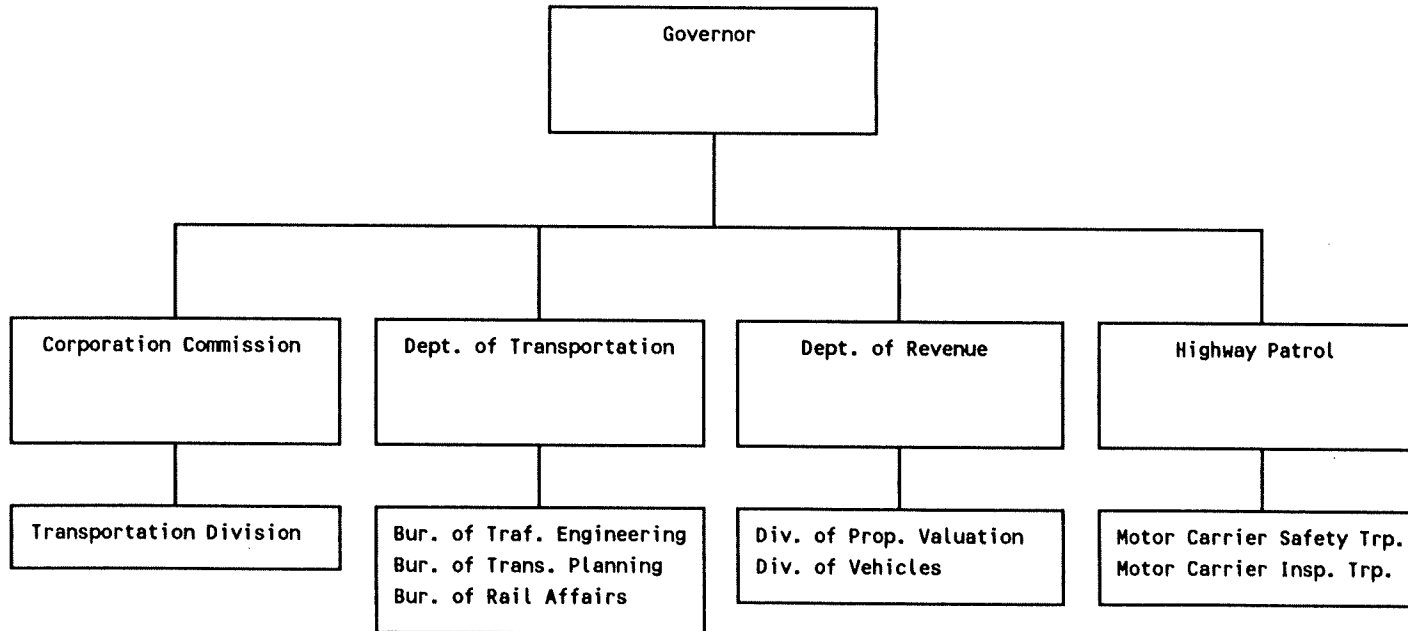 Governor
Corporation Commission
Dept. of Transportation
Dept. of Revenue
Highway Patrol
Transportation Division
Bur. of Traf. Engineering
Bur. of Trans. Planning
Bur. of Rail Affairs
Div. of Prop. Valuation
Div. of Vehicles
Motor Carrier Safety Trp.
Motor Carrier Insp. Trp.